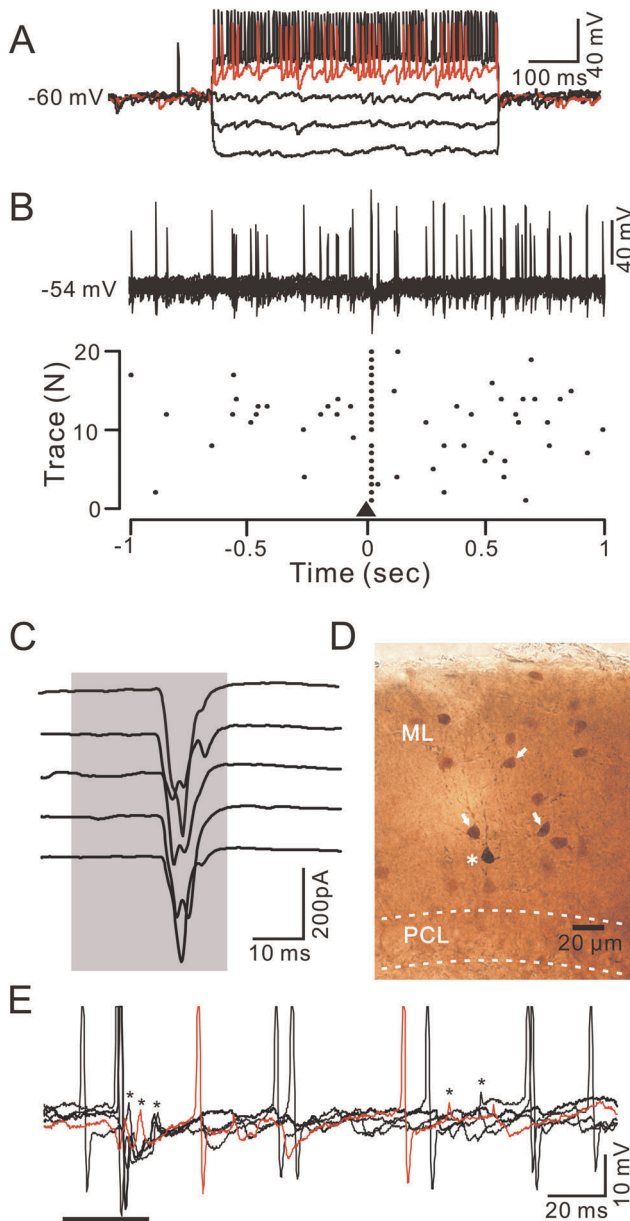 A
-60 mV
40 mV
100 ms
B
-54 mV
40 mV
20
10
0
Trace (N)
-1
-0.5
0
0.5
1
Time (sec)
C
200pA
10 ms
D
ML
*
PCL
20 µm
E
* * *
* *
10 mV
20 ms